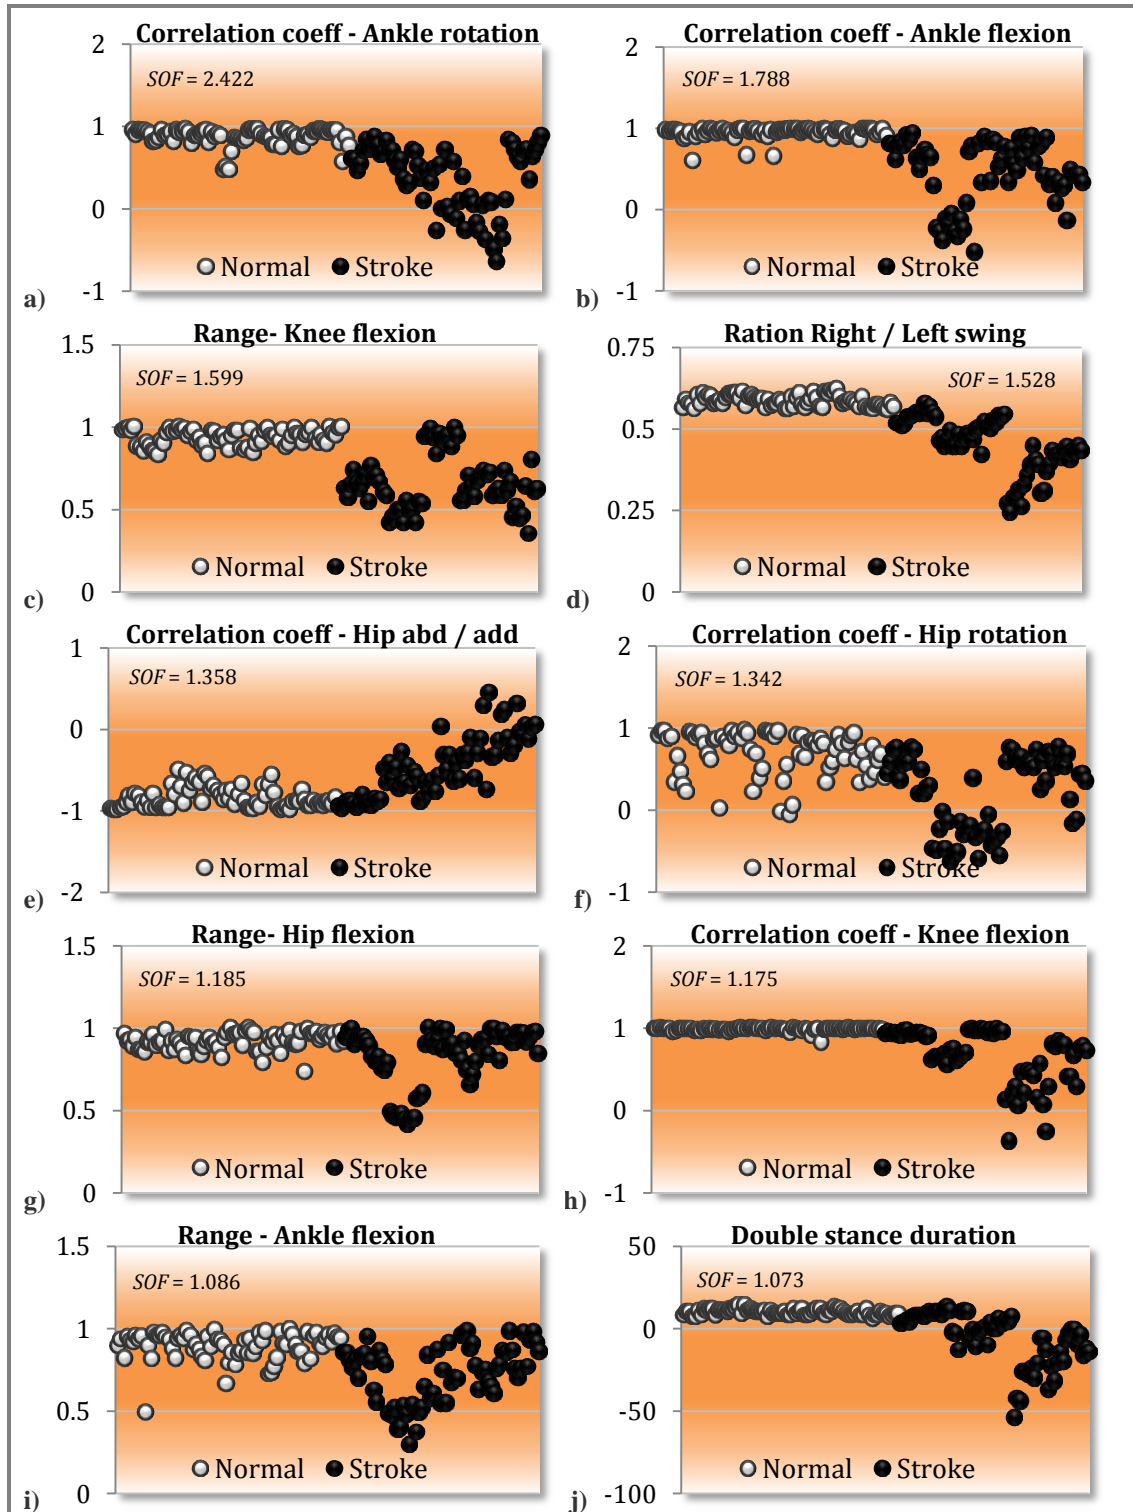 Correlation coeff - Ankle rotation
2
SOF = 2.422
1
0
Normal Stroke
-1
a)
Correlation coeff - Ankle flexion
2
SOF = 1.788
1
0
Normal Stroke
-1
b)
Range- Knee flexion
1.5
SOF = 1.599
1
0.5
Normal Stroke
0
c)
Ration Right / Left swing
0.75
SOF = 1.528
0.5
0.25
Normal Stroke
0
d)
Correlation coeff - Hip abd / add
1
SOF = 1.358
0
-1
Normal Stroke
-2
e)
Correlation coeff - Hip rotation
2
SOF = 1.342
1
0
Normal Stroke
-1
f)
Range- Hip flexion
1.5
SOF = 1.185
1
0.5
Normal Stroke
0
g)
Correlation coeff - Knee flexion
2
SOF = 1.175
1
0
Normal Stroke
-1
h)
Range - Ankle flexion
1.5
SOF = 1.086
1
0.5
Normal Stroke
0
i)
Double stance duration
50
SOF = 1.073
0
-50
Normal Stroke
-100
j)